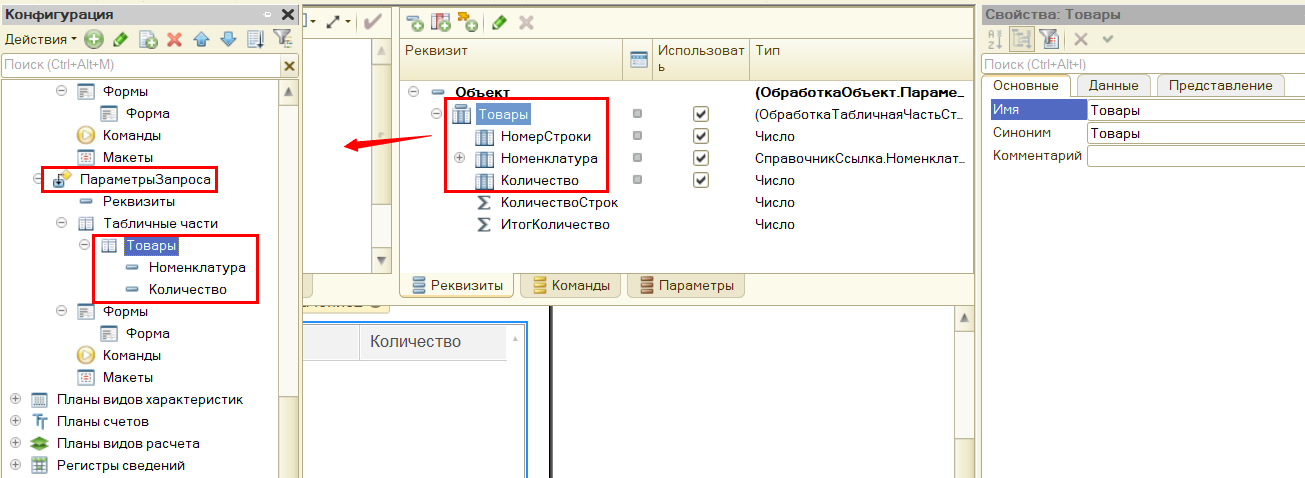 Конфигурация
Действия
Поиск (Ctrl+Alt+M)
Формы
Форма
Команды
Макеты
ПараметрыЗапроса
Реквизиты
Табличные части
Товары
Номенклатура
Количество
Формы
Форма
Команды
Макеты
Планы видов характеристик
Планы счетов
Планы видов расчета
Регистры сведений
Реквизит
Использовать
Тип
Объект
(ОбработкаОбъект.Параме...
Товары
(ОбработкаТабличнаяЧастьСт...
НомерСтроки
Число
Номенклатура
СправочникСсылка.Номенклат...
Количество
Число
КоличествоСтрок
Число
ИтогКоличество
Число
Реквизиты
Команды
Параметры
Количество
Свойства: Товары
Поиск (Ctrl+Alt+I)
Основные
Данные
Представление
Имя
Товары
Синоним
Товары
Комментарий